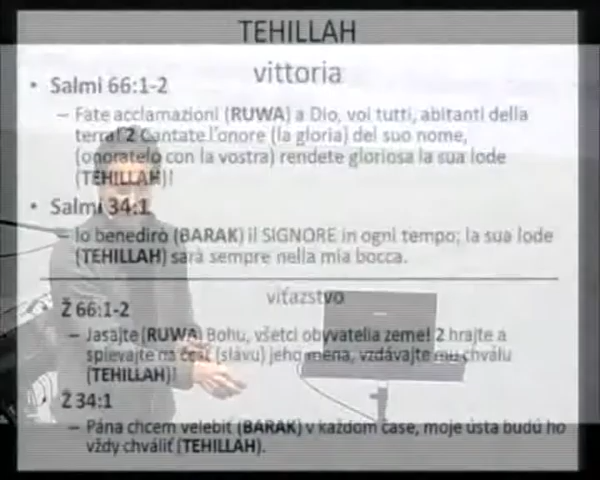 TEHILLAH
vittoria
• Salmi 66:1-2
– Fate acclamazioni (RUWA) a Dio, voi tutti, abitanti della
terra! 2 Cantate l'onore (la gloria) del suo nome,
(onoratelo con la vostra) rendete gloriosa la sua lode
(TEHILLAH)!
• Salmi 34:1
– Io benedirò (BARAK) il SIGNORE in ogni tempo; la sua lode
(TEHILLAH) sarà sempre nella mia bocca.
víťazstvo
Ž 66:1-2
– Jasajte (RUWA) Bohu, všetci obyvatelia zeme! 2 hrajte a
spievajte na česť (slávu) jeho mena, vzdávajte mu chválu
(TEHILLAH)!
Ž 34:1
– Pána chcem velebiť (BARAK) v každom čase, moje ústa budú ho
vždy chváliť (TEHILLAH).